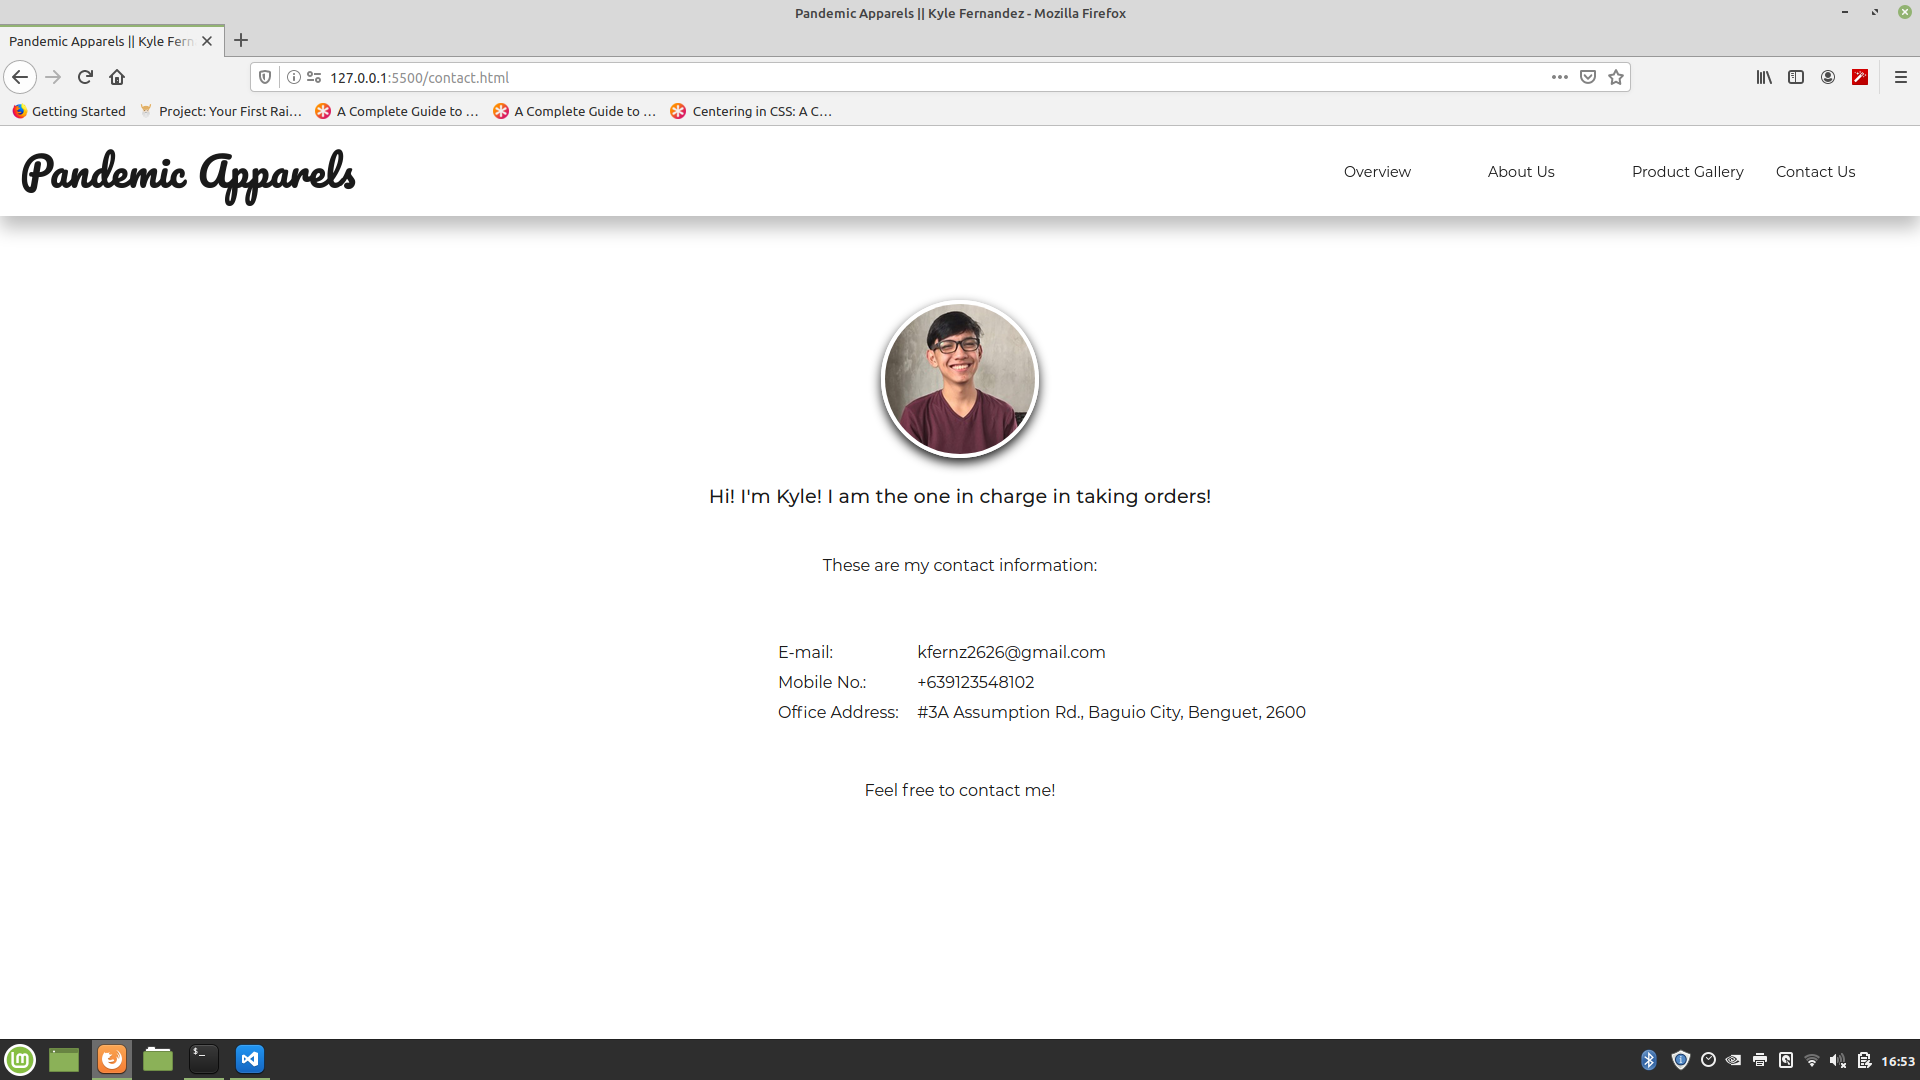 Pandemic Apparels || Kyle Fernandez - Mozilla Firefox
Pandemic Apparels || Kyle Fern
127.0.0.1:5500/contact.html
Getting Started
Project: Your First Rai…
A Complete Guide to …
A Complete Guide to …
Centering in CSS: A C…
Pandemic Apparels
Overview
About Us
Product Gallery
Contact Us
Hi! I'm Kyle! I am the one in charge in taking orders!
These are my contact information:
E-mail: kfernz2626@gmail.com
Mobile No.: +639123548102
Office Address: #3A Assumption Rd., Baguio City, Benguet, 2600
Feel free to contact me!
16:53